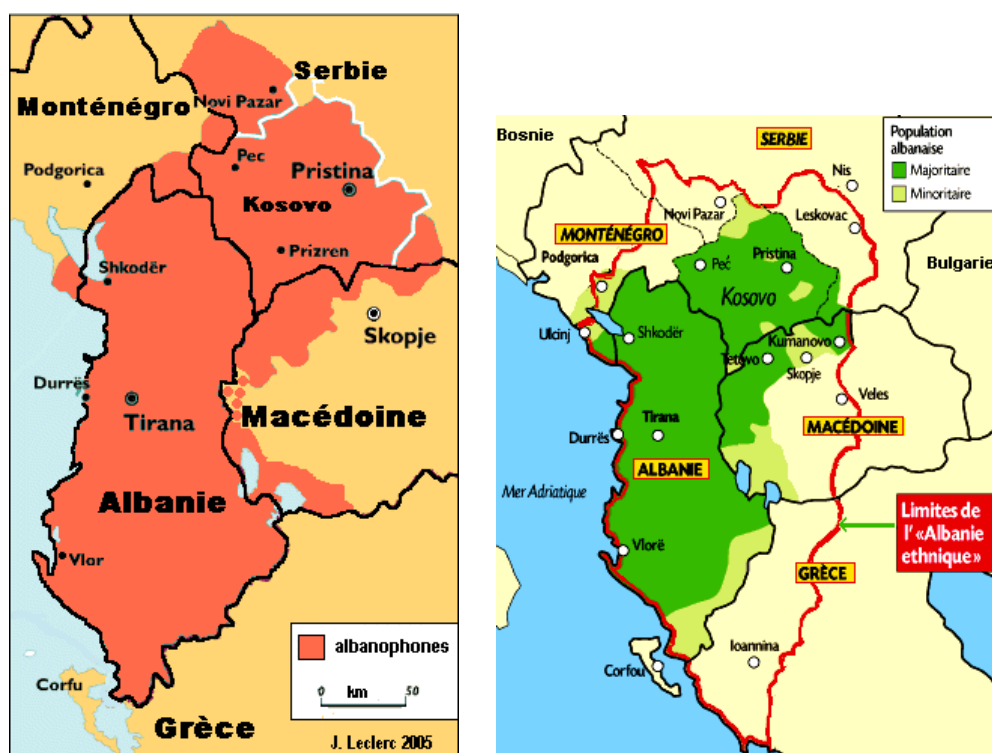 Serbie
Monténégro
Novi Pazar
Podgorica
Pec
Pristina
Kosovo
Prizren
Shkodër
Skopje
Durrës
Tirana
Macédoine
Albanie
Vlor
albanophones
0 km 50
Corfu
Grèce
J. Leclerc 2005
Bosnie
SERBIE
Population
albanaise
Majoritaire
Minoritaire
Nis
Novi Pazar
Leskovac
MONTÉNÉGRO
Podgorica
Peć
Pristina
Bulgarie
Kosovo
Ulcinj
Shkodër
Kumanovo
Tetovo
Skopje
Veles
Tirana
MACÉDOINE
Durrës
ALBANIE
Mer Adriatique
Limites de
l' «Albanie
ethnique»
Vlorë
GRÈCE
Ioannina
Corfou